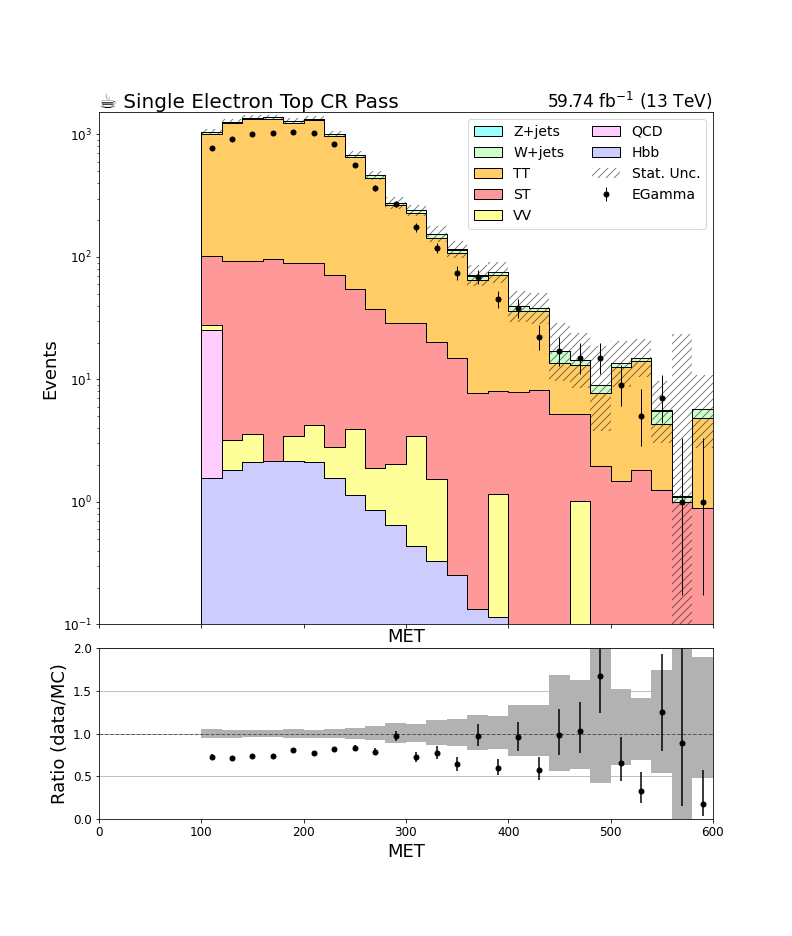 ☕ Single Electron Top CR Pass 59.74 fb⁻¹ (13 TeV)
Z+jets
W+jets
TT
ST
VV
QCD
Hbb
Stat. Unc.
EGamma
Events
10³
10²
10¹
10⁰
10⁻¹
MET
Ratio (data/MC)
2.0
1.5
1.0
0.5
0.0
0 100 200 300 400 500 600
MET